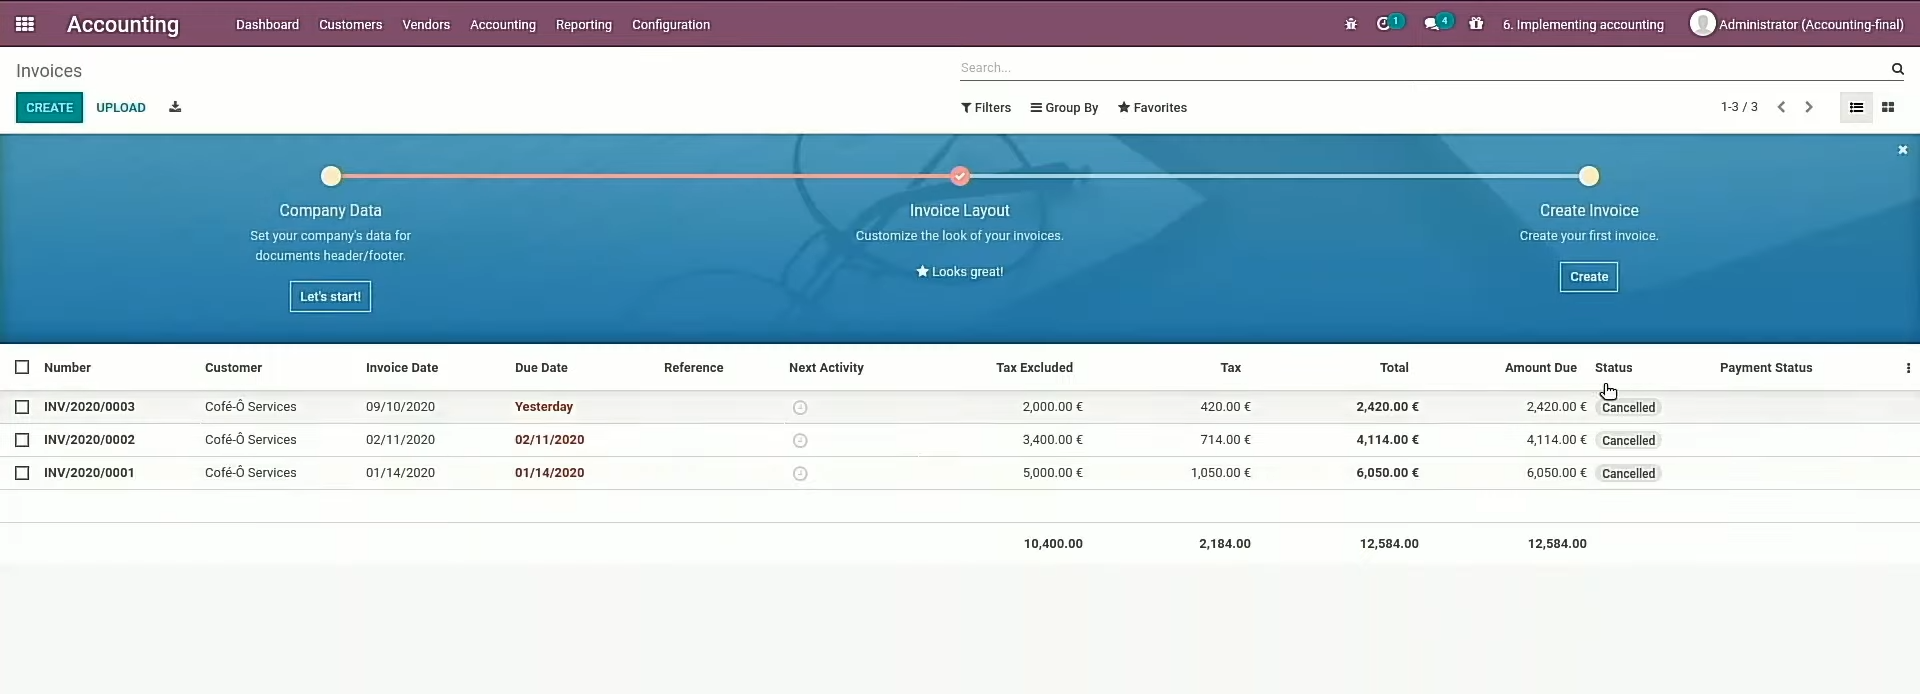 Accounting Dashboard Customers Vendors Accounting Reporting Configuration 1 4 6. Implementing accounting Administrator (Accounting-final)
Invoices Search...
CREATE UPLOAD Filters Group By Favorites 1-3 / 3
Company Data Invoice Layout Create Invoice
Set your company's data for Customize the look of your invoices. Create your first invoice.
documents header/footer.
Looks great! Create
Let's start!
Number Customer Invoice Date Due Date Reference Next Activity Tax Excluded Tax Total Amount Due Status Payment Status
INV/2020/0003 Café-Ô Services 09/10/2020 Yesterday 2,000.00 € 420.00 € 2,420.00 € 2,420.00 € Cancelled
INV/2020/0002 Café-Ô Services 02/11/2020 02/11/2020 3,400.00 € 714.00 € 4,114.00 € 4,114.00 € Cancelled
INV/2020/0001 Café-Ô Services 01/14/2020 01/14/2020 5,000.00 € 1,050.00 € 6,050.00 € 6,050.00 € Cancelled
10,400.00 2,184.00 12,584.00 12,584.00